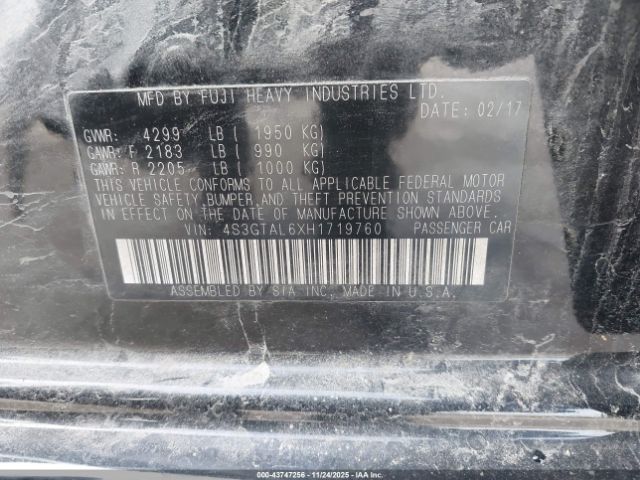 MFD BY FUJI HEAVY INDUSTRIES LTD.
DATE: 02/17
GVWR: 4299 LB ( 1950 KG)
GAWR: F 2183 LB ( 990 KG)
GAWR: R 2205 LB ( 1000 KG)
THIS VEHICLE CONFORMS TO ALL APPLICABLE FEDERAL MOTOR
VEHICLE SAFETY, BUMPER, AND THEFT PREVENTION STANDARDS
IN EFFECT ON THE DATE OF MANUFACTURE SHOWN ABOVE.
VIN: 4S3GTAL6XH1719760 PASSENGER CAR
ASSEMBLED BY SIA INC, MADE IN U.S.A.
000-43747256 - 11/24/2025 - IAA Inc.